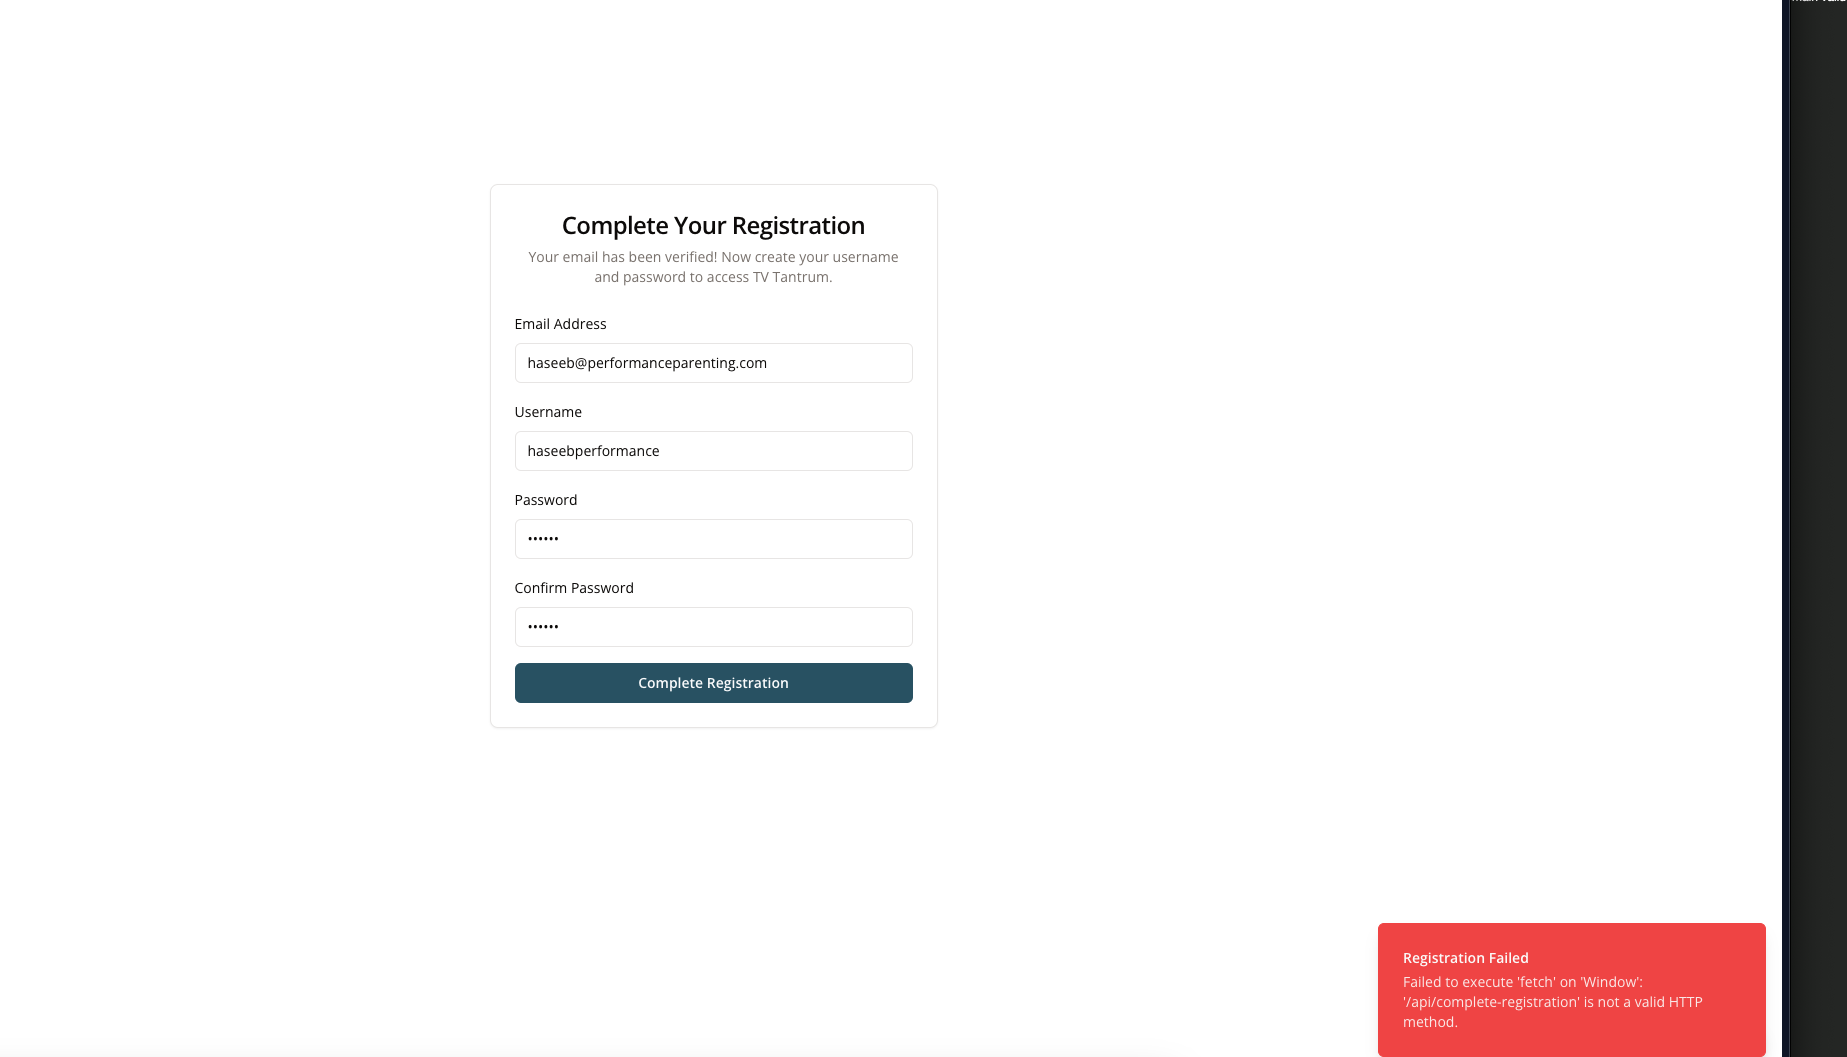 Complete Your Registration
Your email has been verified! Now create your username
and password to access TV Tantrum.
Email Address
haseeb@performanceparenting.com
Username
haseebperformance
Password
••••••
Confirm Password
••••••
Complete Registration
Registration Failed
Failed to execute 'fetch' on 'Window':
'/api/complete-registration' is not a valid HTTP
method.